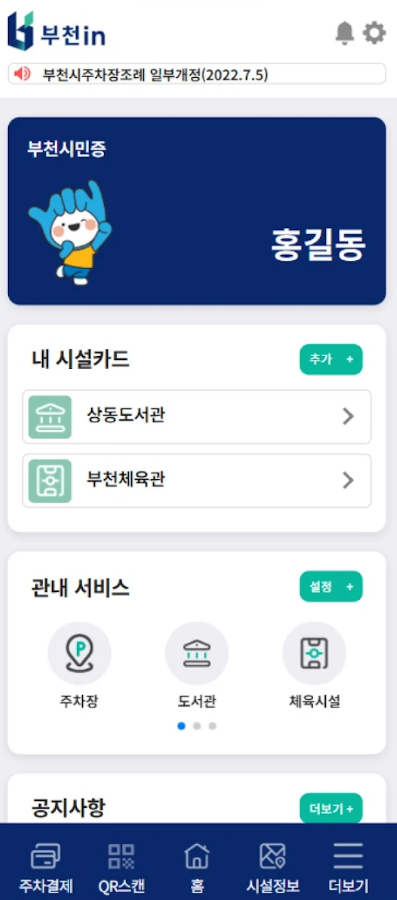 부천in
부천시주차장조례 일부개정(2022.7.5)
부천시민증
홍길동
내 시설카드
추가 +
상동도서관
부천체육관
관내 서비스
설정 +
P
주차장 도서관 체육시설
공지사항
더보기 +
주차결제 QR스캔 홈 시설정보 더보기